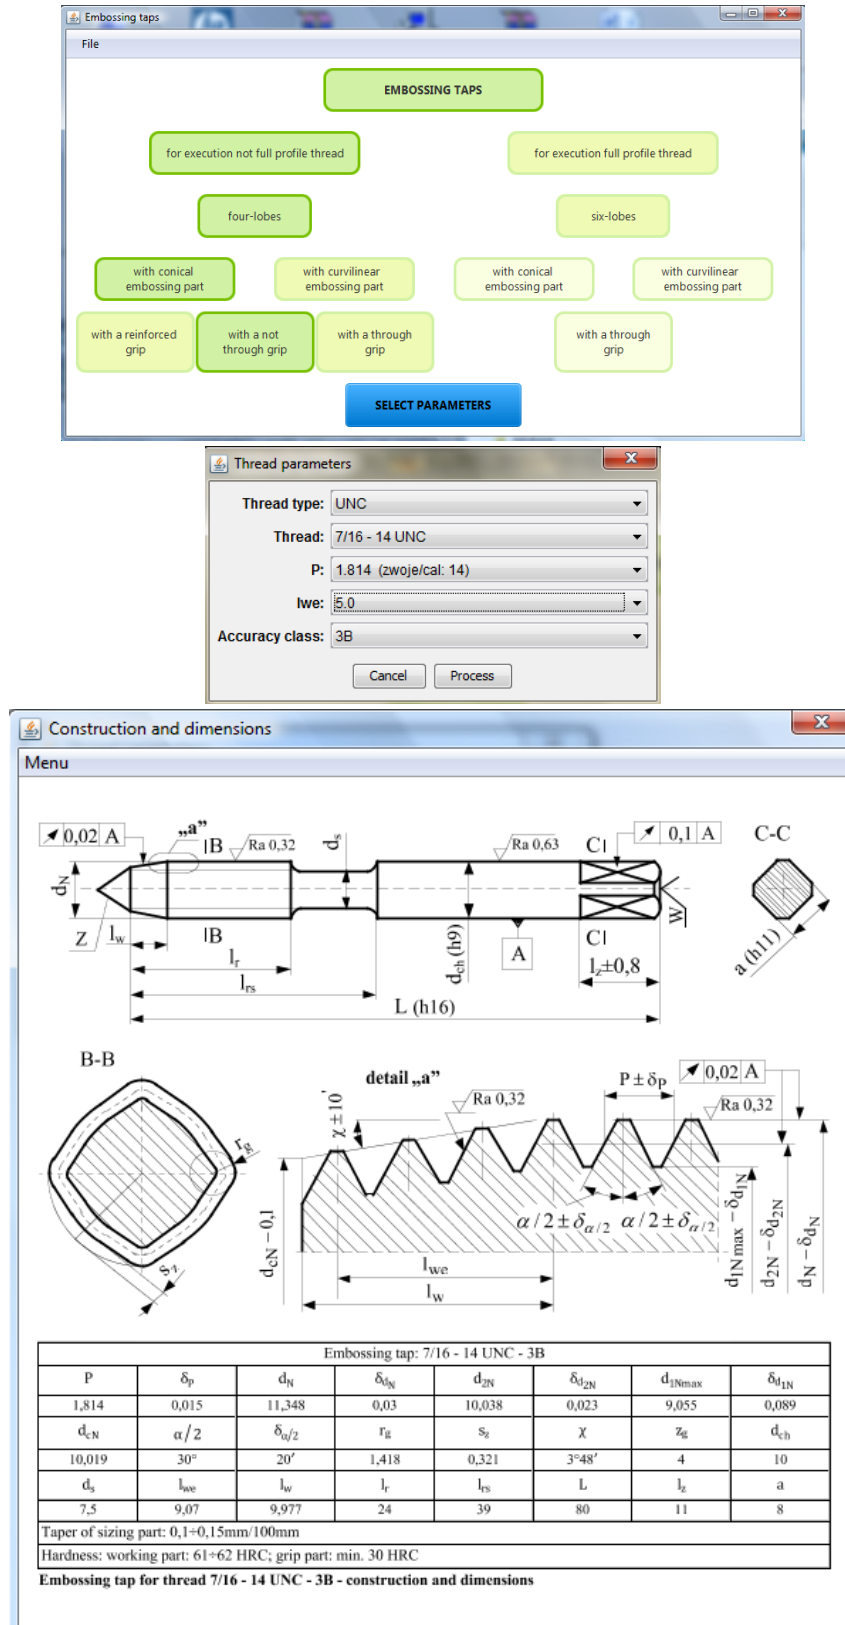 Embossing taps
File
EMBOSSING TAPS
for execution not full profile thread
for execution full profile thread
four-lobes
six-lobes
with conical
embossing part
with curvilinear
embossing part
with conical
embossing part
with curvilinear
embossing part
with a reinforced
grip
with a not
through grip
with a through
grip
with a through
grip
SELECT PARAMETERS
Thread parameters
Thread type: UNC
Thread: 7/16 - 14 UNC
P: 1.814 (zwoje/cal: 14)
lwe: 5.0
Accuracy class: 3B
Cancel Process
Construction and dimensions
Menu
0,02 A
„a”
B
Ra 0,32
ds
Ra 0,63
C
0,1 A
C-C
dN
Z
lw
B
lr
lrs
dch (h9)
A
C
lz±0,8
W
a (h11)
L (h16)
B-B
rg
sz
detail „a”
χ ± 10'
Ra 0,32
P ± δP
0,02 A
Ra 0,32
α/2 ± δα/2 α/2 ± δα/2
dcN – 0,1
lwe
lw
d1Nmax – δd1N
d2N – δd2N
dN – δdN
Embossing tap: 7/16 - 14 UNC - 3B
P δP dN δdN d2N δd2N d1Nmax δd1N
1,814 0,015 11,348 0,03 10,038 0,023 9,055 0,089
dcN α/2 δα/2 rg sz χ zg dch
10,019 30° 20' 1,418 0,321 3°48' 4 10
ds lwe lw lr lrs L lz a
7,5 9,07 9,977 24 39 80 11 8
Taper of sizing part: 0,1÷0,15mm/100mm
Hardness: working part: 61÷62 HRC; grip part: min. 30 HRC
Embossing tap for thread 7/16 - 14 UNC - 3B - construction and dimensions